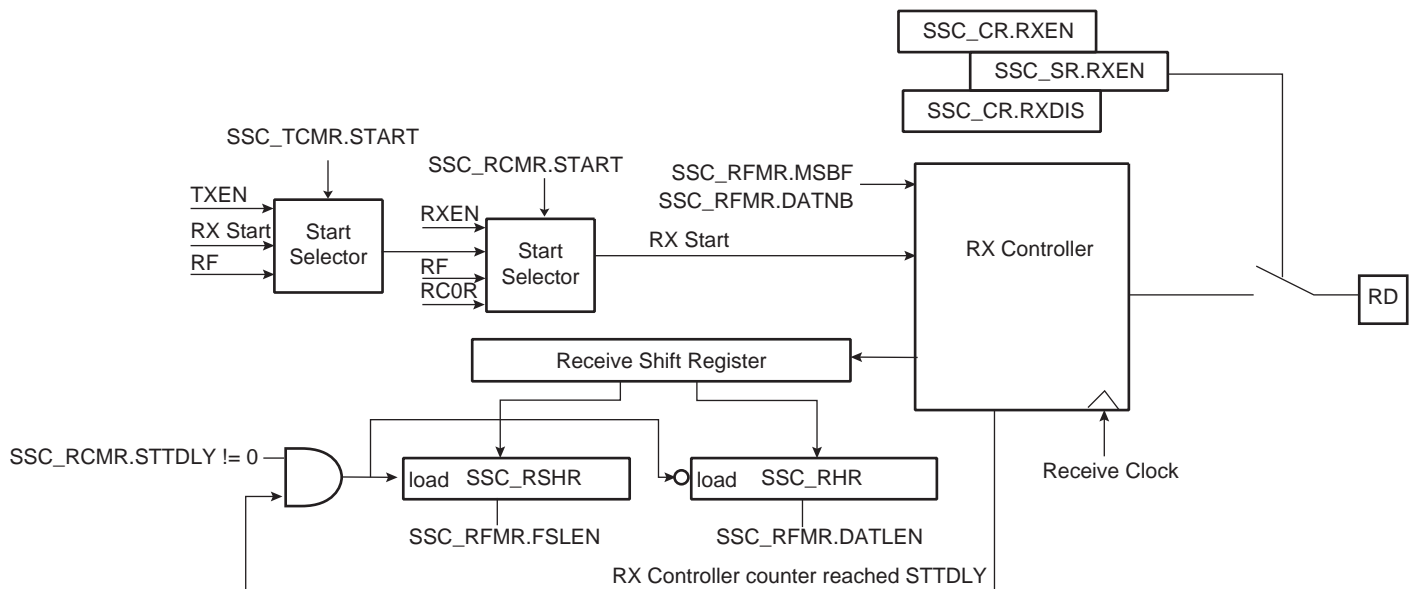 SSC_CR.RXEN
SSC_SR.RXEN
SSC_CR.RXDIS
SSC_TCMR.START
SSC_RCMR.START
SSC_RFMR.MSBF
SSC_RFMR.DATNB
TXEN
RX Start
RF
Start
Selector
RXEN
RF
RC0R
Start
Selector
RX Start
RX Controller
RD
Receive Shift Register
SSC_RCMR.STTDLY != 0
load SSC_RSHR
load SSC_RHR
Receive Clock
SSC_RFMR.FSLEN
SSC_RFMR.DATLEN
RX Controller counter reached STTDLY